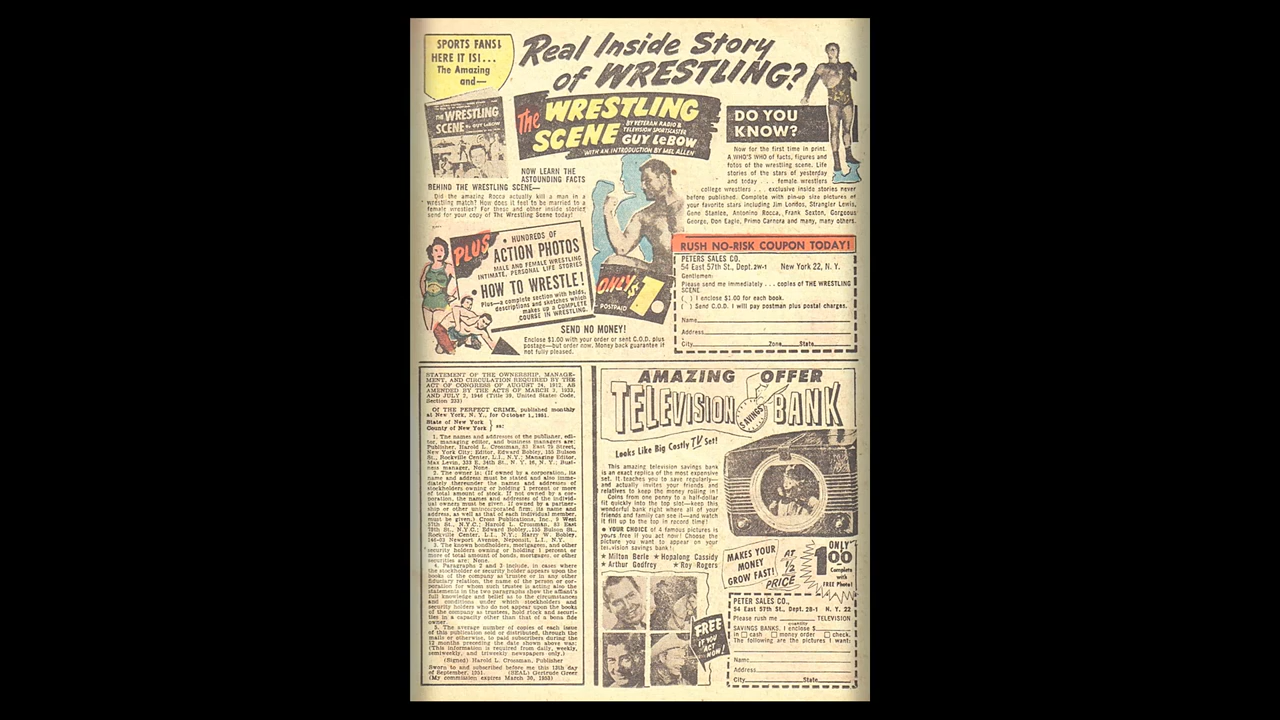 SPORTS FANS!
HERE IT IS!...
The Amazing
and—
Real Inside Story
of WRESTLING?
THE WRESTLING
SCENE By GUY LeBOW
The WRESTLING
SCENE BY VETERAN RADIO &
TELEVISION SPORTSCASTER
GUY LeBOW
WITH AN INTRODUCTION BY MEL ALLEN
DO YOU
KNOW?
Now for the first time in print.
A WHO'S WHO of facts, figures and
fotos of the wrestling scene. Life
stories of the stars of yesterday
and today . . . female wrestlers
college wrestlers . . . exclusive inside stories never
before published. Complete with pin-up size pictures of
your favorite stars including Jim Londos, Strangler Lewis,
Gene Stanlee, Antonino Rocca, Frank Sexton, Gorgeous
George, Don Eagle, Primo Carnera and many, many others.
NOW LEARN THE
ASTOUNDING FACTS
BEHIND THE WRESTLING SCENE—
Did the amazing Rocca actually kill a man in a
wrestling match? How does it feel to be married to a
female wrestler? For these and other inside stories
send for your copy of The Wrestling Scene today!
PLUS
• HUNDREDS OF
ACTION PHOTOS
MALE AND FEMALE WRESTLING
INTIMATE, PERSONAL LIFE STORIES
• HOW TO WRESTLE!
Plus—a complete section with holds,
descriptions and sketches which
makes up a COMPLETE
COURSE IN WRESTLING.
ONLY $1
POSTPAID
SEND NO MONEY!
Enclose $1.00 with your order or sent C.O.D. plus
postage—but order now. Money back guarantee if
not fully pleased.
RUSH NO-RISK COUPON TODAY!
PETERS SALES CO.
54 East 57th St., Dept. 2W-1 New York 22, N. Y.
Gentlemen:
Please send me immediately . . . copies of THE WRESTLING
SCENE
( ) I enclose $1.00 for each book.
( ) Send C.O.D. I will pay postman plus postal charges.
Name
Address
City Zone State
STATEMENT OF THE OWNERSHIP, MANAGE-
MENT, AND CIRCULATION REQUIRED BY THE
ACT OF CONGRESS OF AUGUST 24, 1912, AS
AMENDED BY THE ACTS OF MARCH 3, 1933,
AND JULY 2, 1946 (Title 39, United States Code,
Section 233)
Of THE PERFECT CRIME, published monthly
at New York, N. Y., for October 1, 1951.
State of New York
County of New York } ss:
1. The names and addresses of the publisher, edi-
tor, managing editor, and business managers are:
Publisher, Harold L. Crossman, 83 East 79 Street,
New York City; Editor, Edward Bobley, 155 Bulson
St., Rockville Center, L.I., N.Y.; Managing Editor,
Max Levin, 333 E. 34th St., N. Y. 16, N. Y.; Busi-
ness manager, None.
2. The owner is: (If owned by a corporation, its
name and address must be stated and also imme-
diately thereunder the names and addresses of
stockholders owning or holding 1 percent or more
of total amount of stock. If not owned by a cor-
poration, the names and addresses of the individ-
ual owners must be given. If owned by a partner-
ship or other unincorporated firm, its name and
address, as well as that of each individual member,
must be given.) Cross Publications, Inc., 9 West
57th St., N.Y.C.; Harold L. Crossman, 83 East
79th St., N.Y.C.; Edward Bobley, 155 Bulson St.,
Rockville Center, L.I., N.Y.; Harry W. Bobley,
146-03 Newport Avenue, Neponsit, L.I., N.Y.
3. The known bondholders, mortgagees, and other
security holders owning or holding 1 percent or
more of total amount of bonds, mortgages, or other
securities are: None.
4. Paragraphs 2 and 3 include, in cases where
the stockholder or security holder appears upon the
books of the company as trustee or in any other
fiduciary relation, the name of the person or cor-
poration for whom such trustee is acting also the
statements in the two paragraphs show the affiant's
full knowledge and belief as to the circumstances
and conditions under which stockholders and
security holders who do not appear upon the books
of the company as trustees, hold stock and securi-
ties in a capacity other than that of a bona fide
owner.
5. The average number of copies of each issue
of this publication sold or distributed, through the
mails or otherwise, to paid subscribers during the
12 months preceding the date shown above was:
(This information is required from daily, weekly,
semiweekly, and triweekly newspapers only.)
(Signed) Harold L. Crossman, Publisher
Sworn to and subscribed before me this 13th day
of September, 1951. (SEAL) Gertrude Greer
(My commission expires March 30, 1953)
AMAZING OFFER
TELEVISION SAVINGS BANK
Looks Like Big Costly TV Set!
This amazing television savings bank
is an exact replica of the most expensive
set. It teaches you to save regularly—
and actually invites your friends and
relatives to keep the money rolling in!
Coins from one penny to a half-dollar
fit quickly into the top slot—keep this
wonderful bank right where all of your
friends and family can see it—and watch
it fill up to the top in record time!
• YOUR CHOICE of 4 famous pictures is
yours free if you act now! Choose the
picture you want to appear on your
television savings bank!:
★ Milton Berle ★ Hopalong Cassidy
★ Arthur Godfrey ★ Roy Rogers
FREE
IF YOU
ACT
NOW!
MAKES YOUR
MONEY
GROW FAST!
AT
1/2
PRICE
ONLY
$1.00
Complete
with
FREE Photo!
PETER SALES CO.,
54 East 57th St., Dept. 2B-1 N. Y. 22
Please rush me TELEVISION
quantity
SAVINGS BANKS. I enclose $
in □ cash □ money order □ check.
The following are the pictures I want:
Name
Address
City State